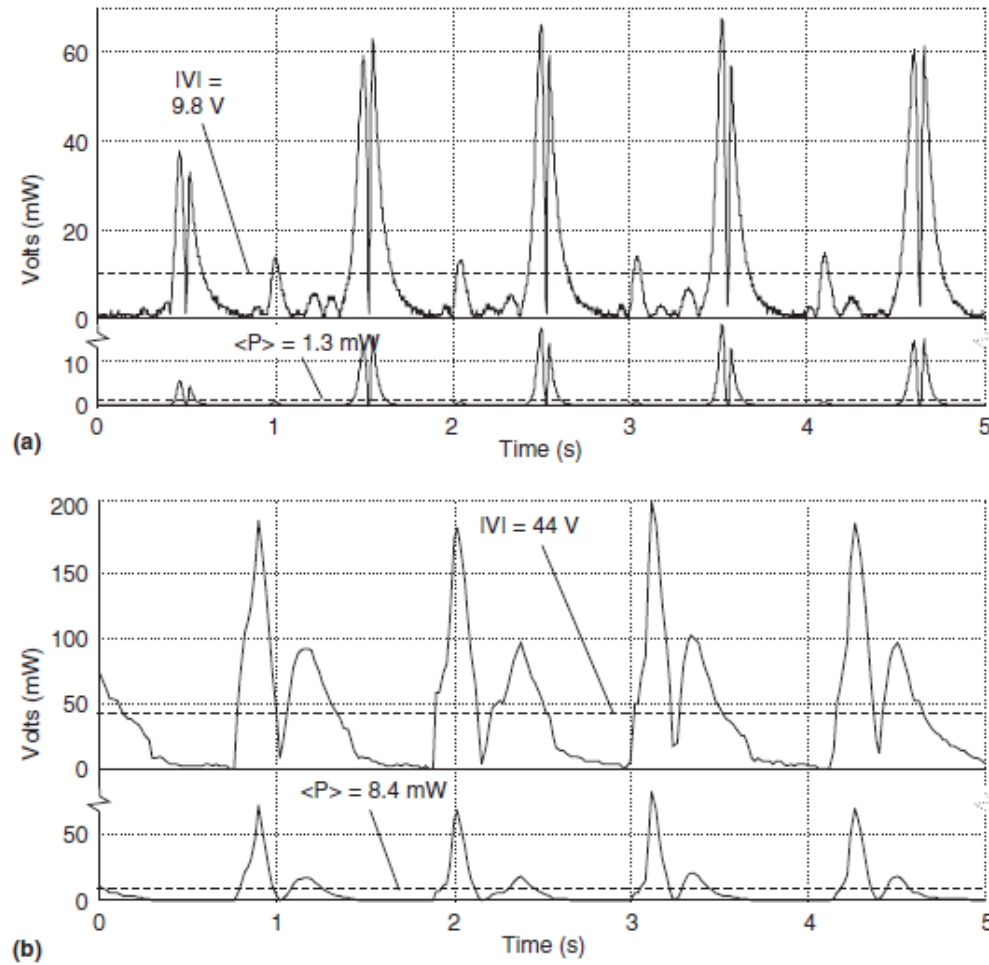 60
|V| =
9.8 V
40
Volts (mW)
20
0
<P> = 1.3 mW
10
0
0 1 2 3 4 5
(a)
Time (s)
200
|V| = 44 V
150
100
Volts (mW)
50
0
<P> = 8.4 mW
50
0
0 1 2 3 4 5
(b)
Time (s)